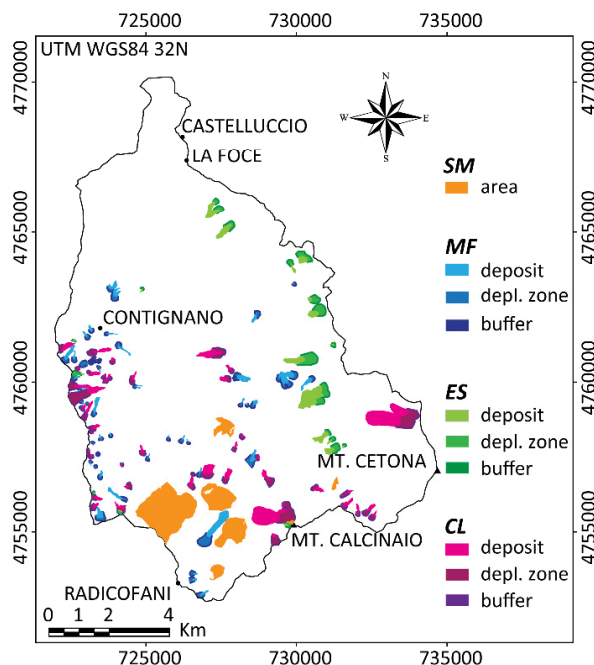 725000 730000 735000
UTM WGS84 32N
4770000
4770000
N
W E
S
CASTELLUCCIO
LA FOCE
SM
area
4765000
4765000
MF
deposit
depl. zone
buffer
CONTIGNANO
4760000
4760000
ES
deposit
depl. zone
buffer
MT. CETONA
4755000
4755000
MT. CALCINAIO
CL
deposit
depl. zone
buffer
RADICOFANI
0 1 2 4
Km
725000 730000 735000